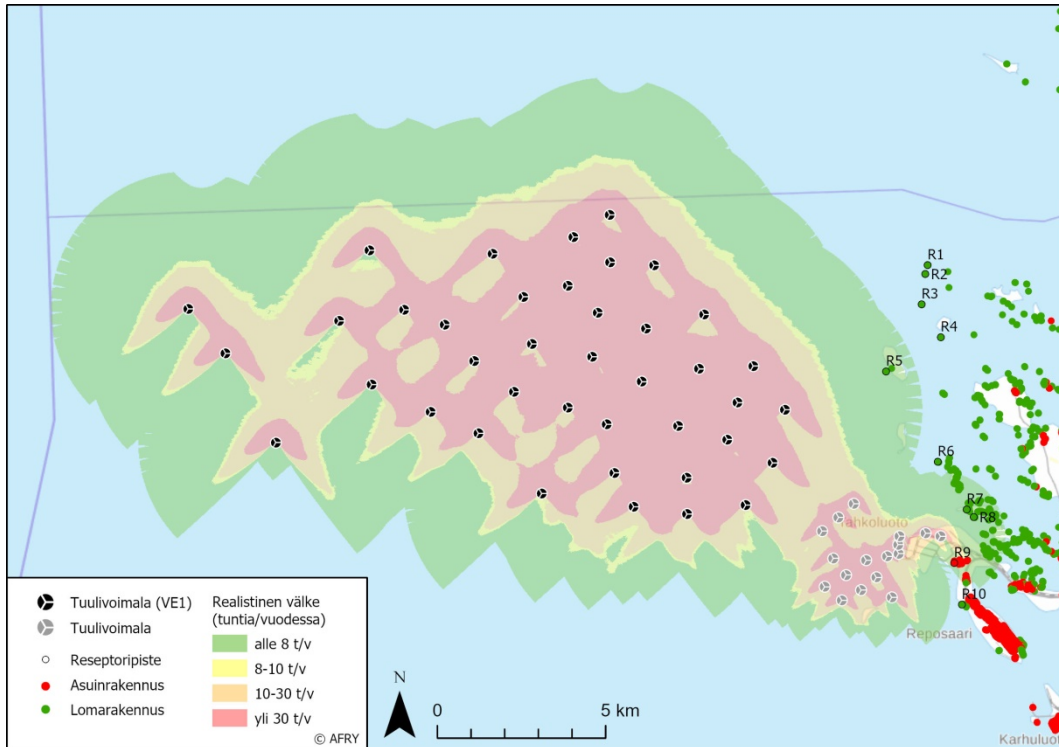 R1
R2
R3
R4
R5
R6
R7
R8
Tahkoluoto
R9
R10
Reposaari
Karhuluot
Tuulivoimala (VE1)
Tuulivoimala
Reseptoripiste
Asuinrakennus
Lomarakennus
Realistinen välke
(tuntia/vuodessa)
alle 8 t/v
8-10 t/v
10-30 t/v
yli 30 t/v
© AFRY
N
0
5 km